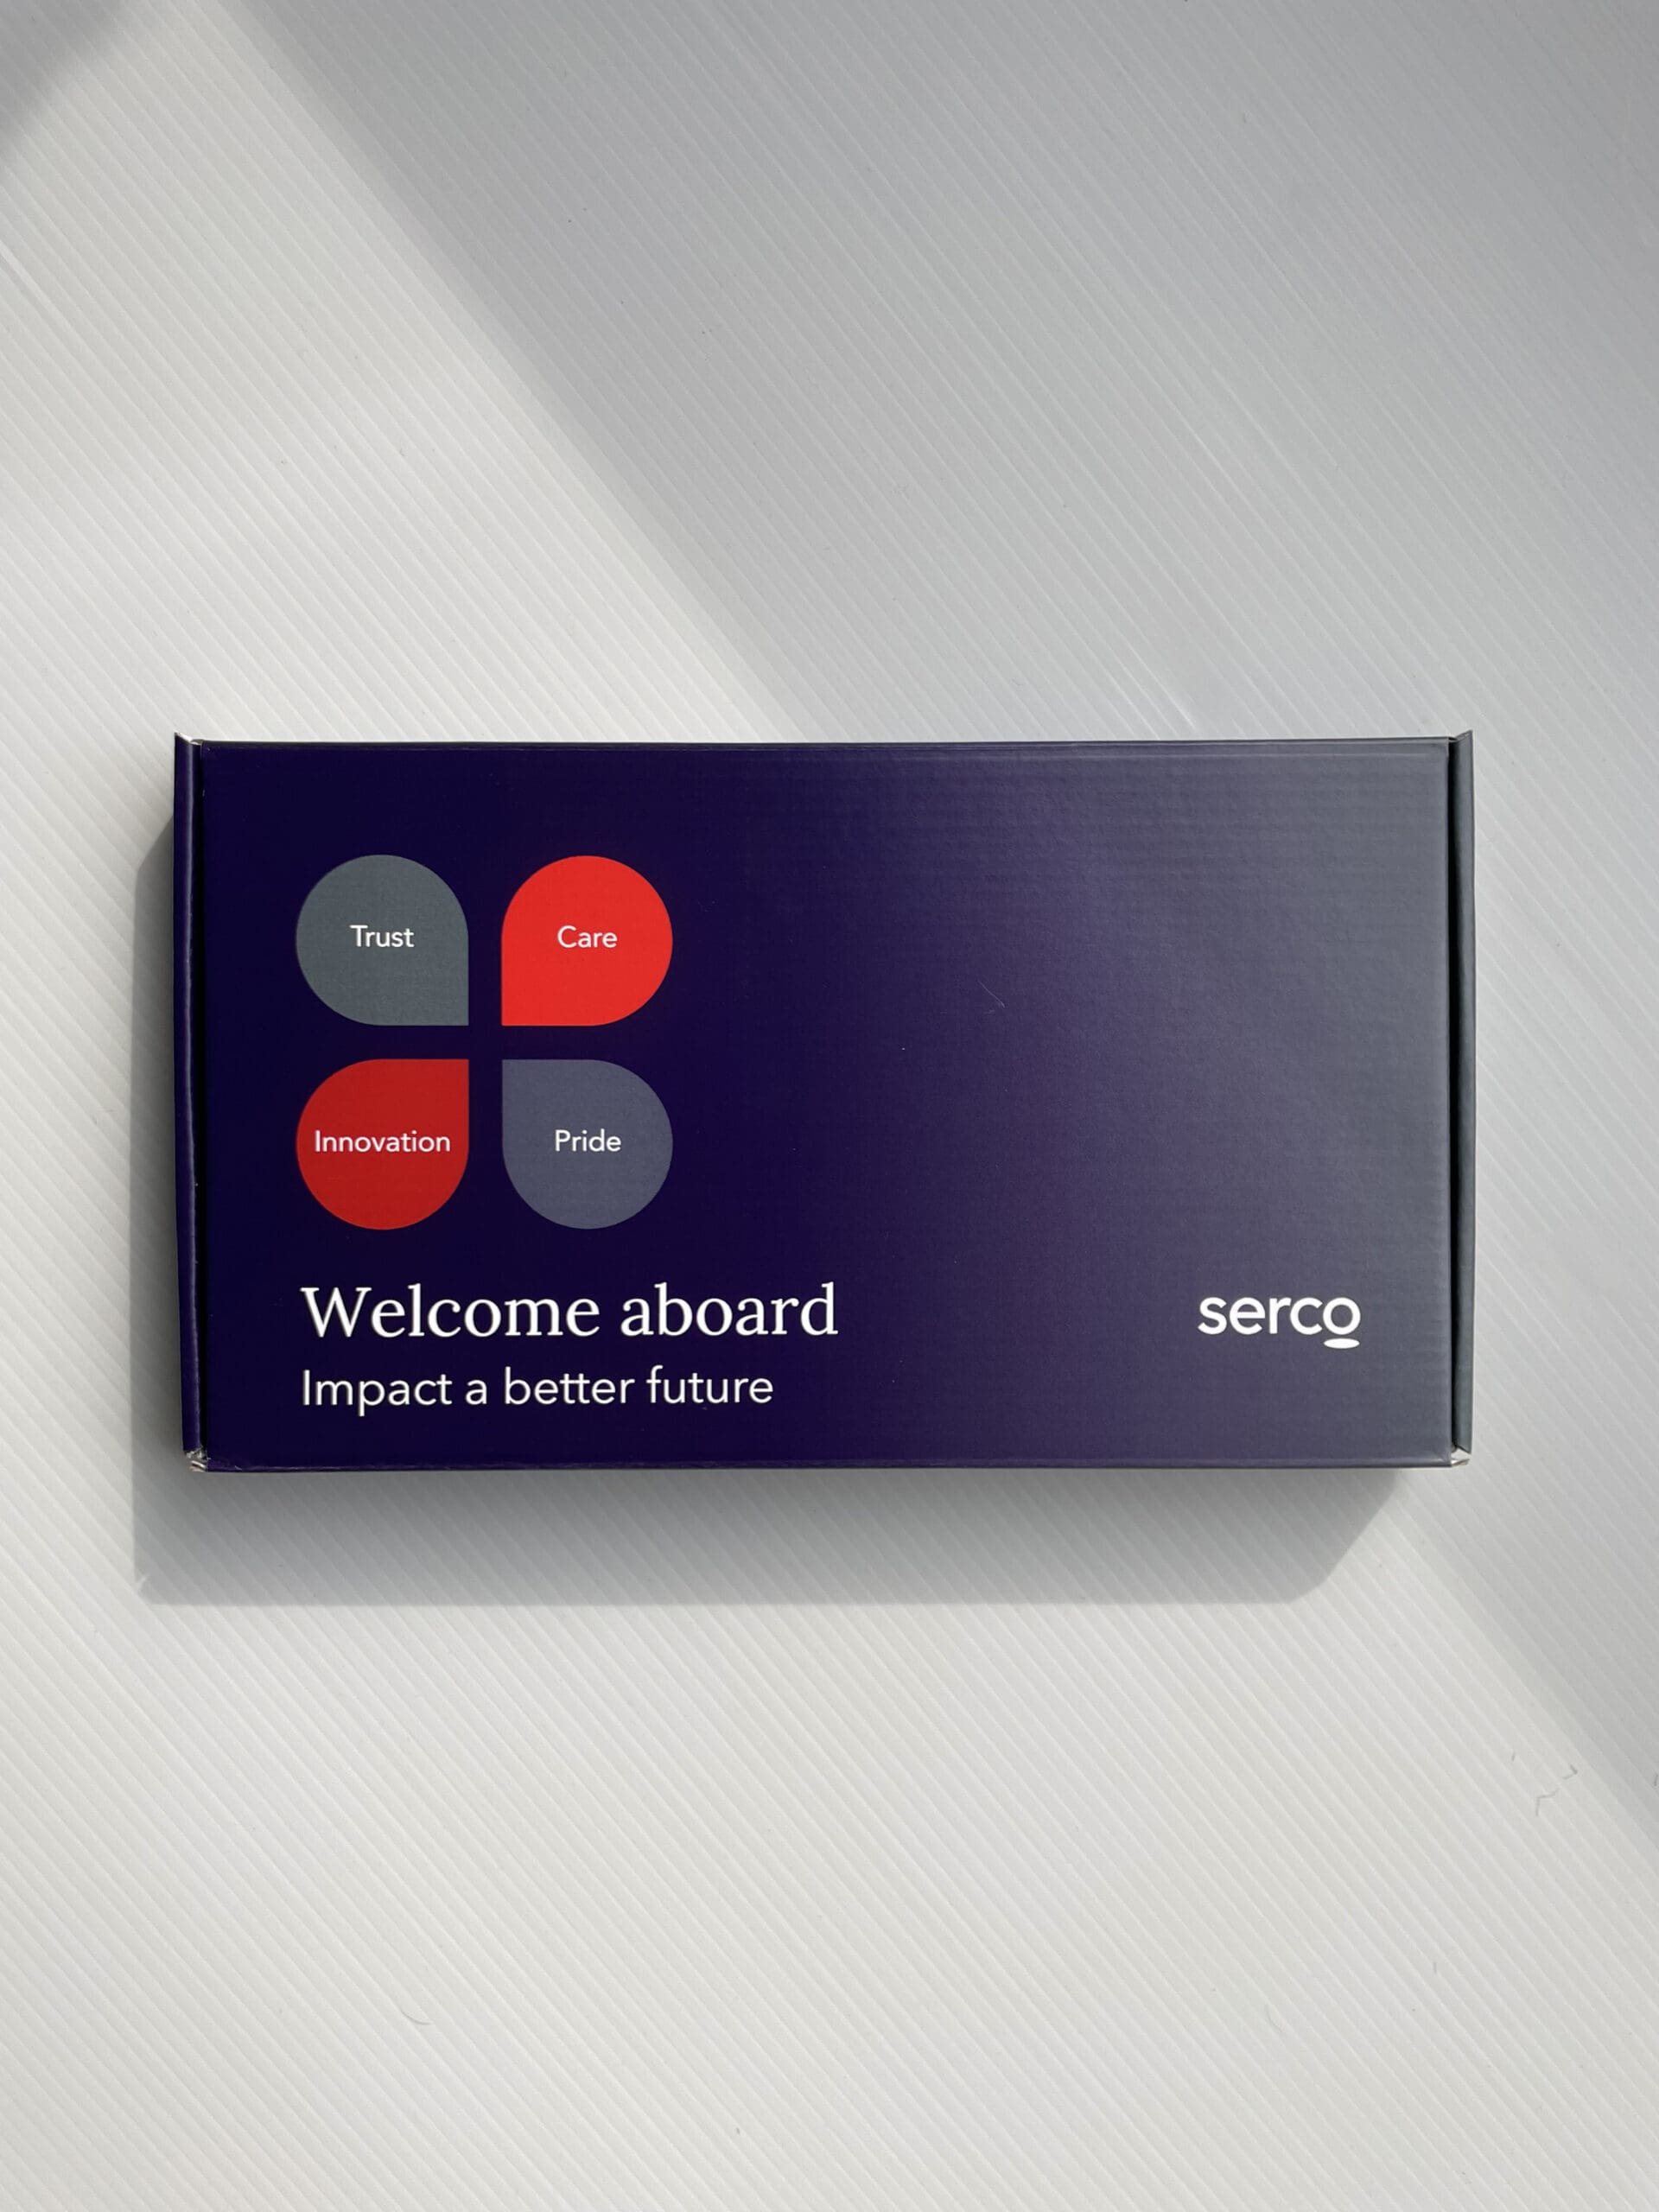 Trust
Care
Innovation
Pride
Welcome aboard
Impact a better future
serco